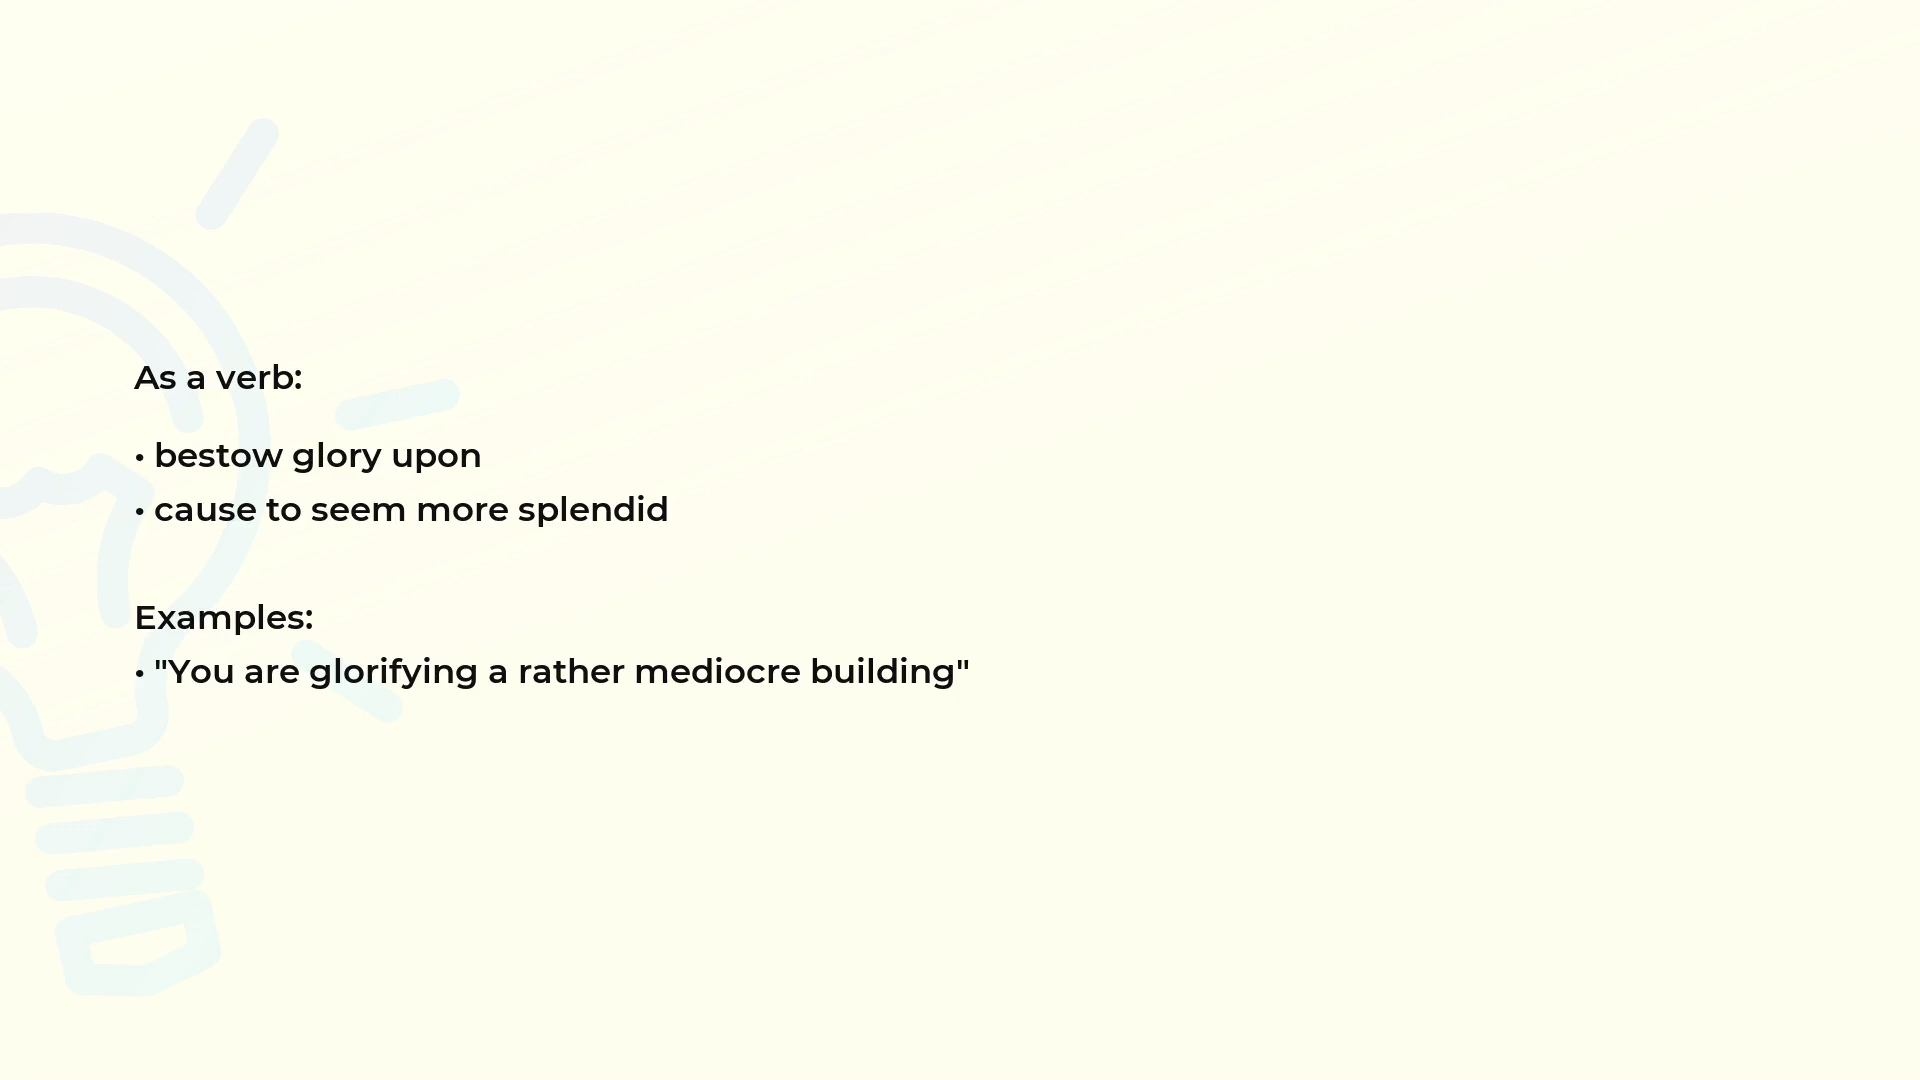 As a verb:
• bestow glory upon
• cause to seem more splendid
Examples:
• "You are glorifying a rather mediocre building"